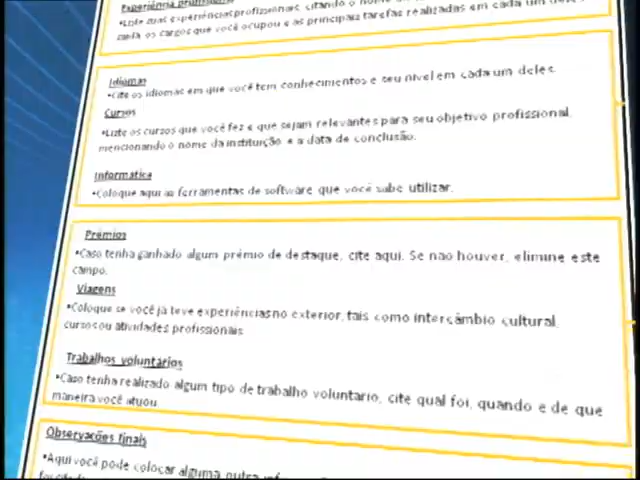 Experiência profissional
•Liste suas experiências profissionais, citando o nome
os cargos que você ocupou e as principais tarefas realizadas em cada um
Idiomas
•Cite os idiomas em que você tem conhecimentos e seu nível em cada um deles.
Cursos
•Liste os cursos que você fez e que sejam relevantes para seu objetivo profissional,
mencionando o nome da instituição e a data de conclusão.
Informática
•Coloque aqui as ferramentas de software que você sabe utilizar.
Prêmios
•Caso tenha ganhado algum prêmio de destaque, cite aqui. Se não houver, elimine este
campo.
Viagens
•Coloque se você já teve experiências no exterior, tais como intercâmbio cultural,
cursos ou atividades profissionais
Trabalhos voluntários
•Caso tenha realizado algum tipo de trabalho voluntário, cite qual foi, quando e de que
maneira você atuou.
Observações finais
•Aqui você pode colocar alguma outra